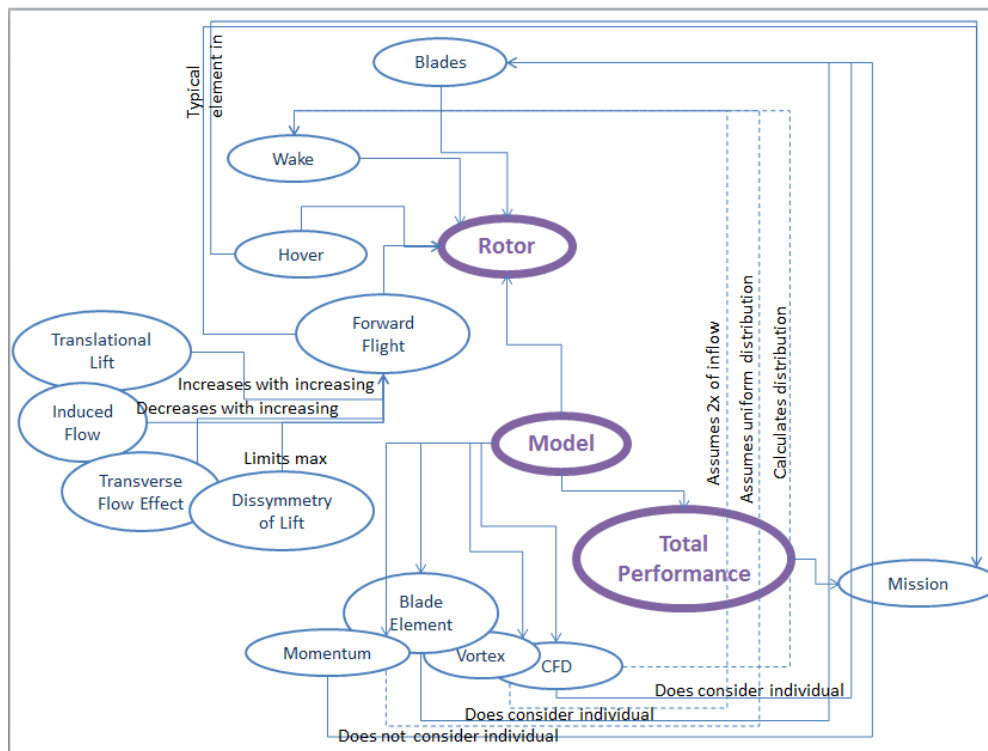 Typical
element in
Blades
Wake
Rotor
Hover
Forward
Flight
Translational
Lift
Increases with increasing
Decreases with increasing
Induced
Flow
Limits max
Transverse
Flow Effect
Dissymmetry
of Lift
Model
Assumes 2x of inflow
Assumes uniform distribution
Calculates distribution
Total
Performance
Mission
Blade
Element
Momentum
Vortex
CFD
Does consider individual
Does consider individual
Does not consider individual